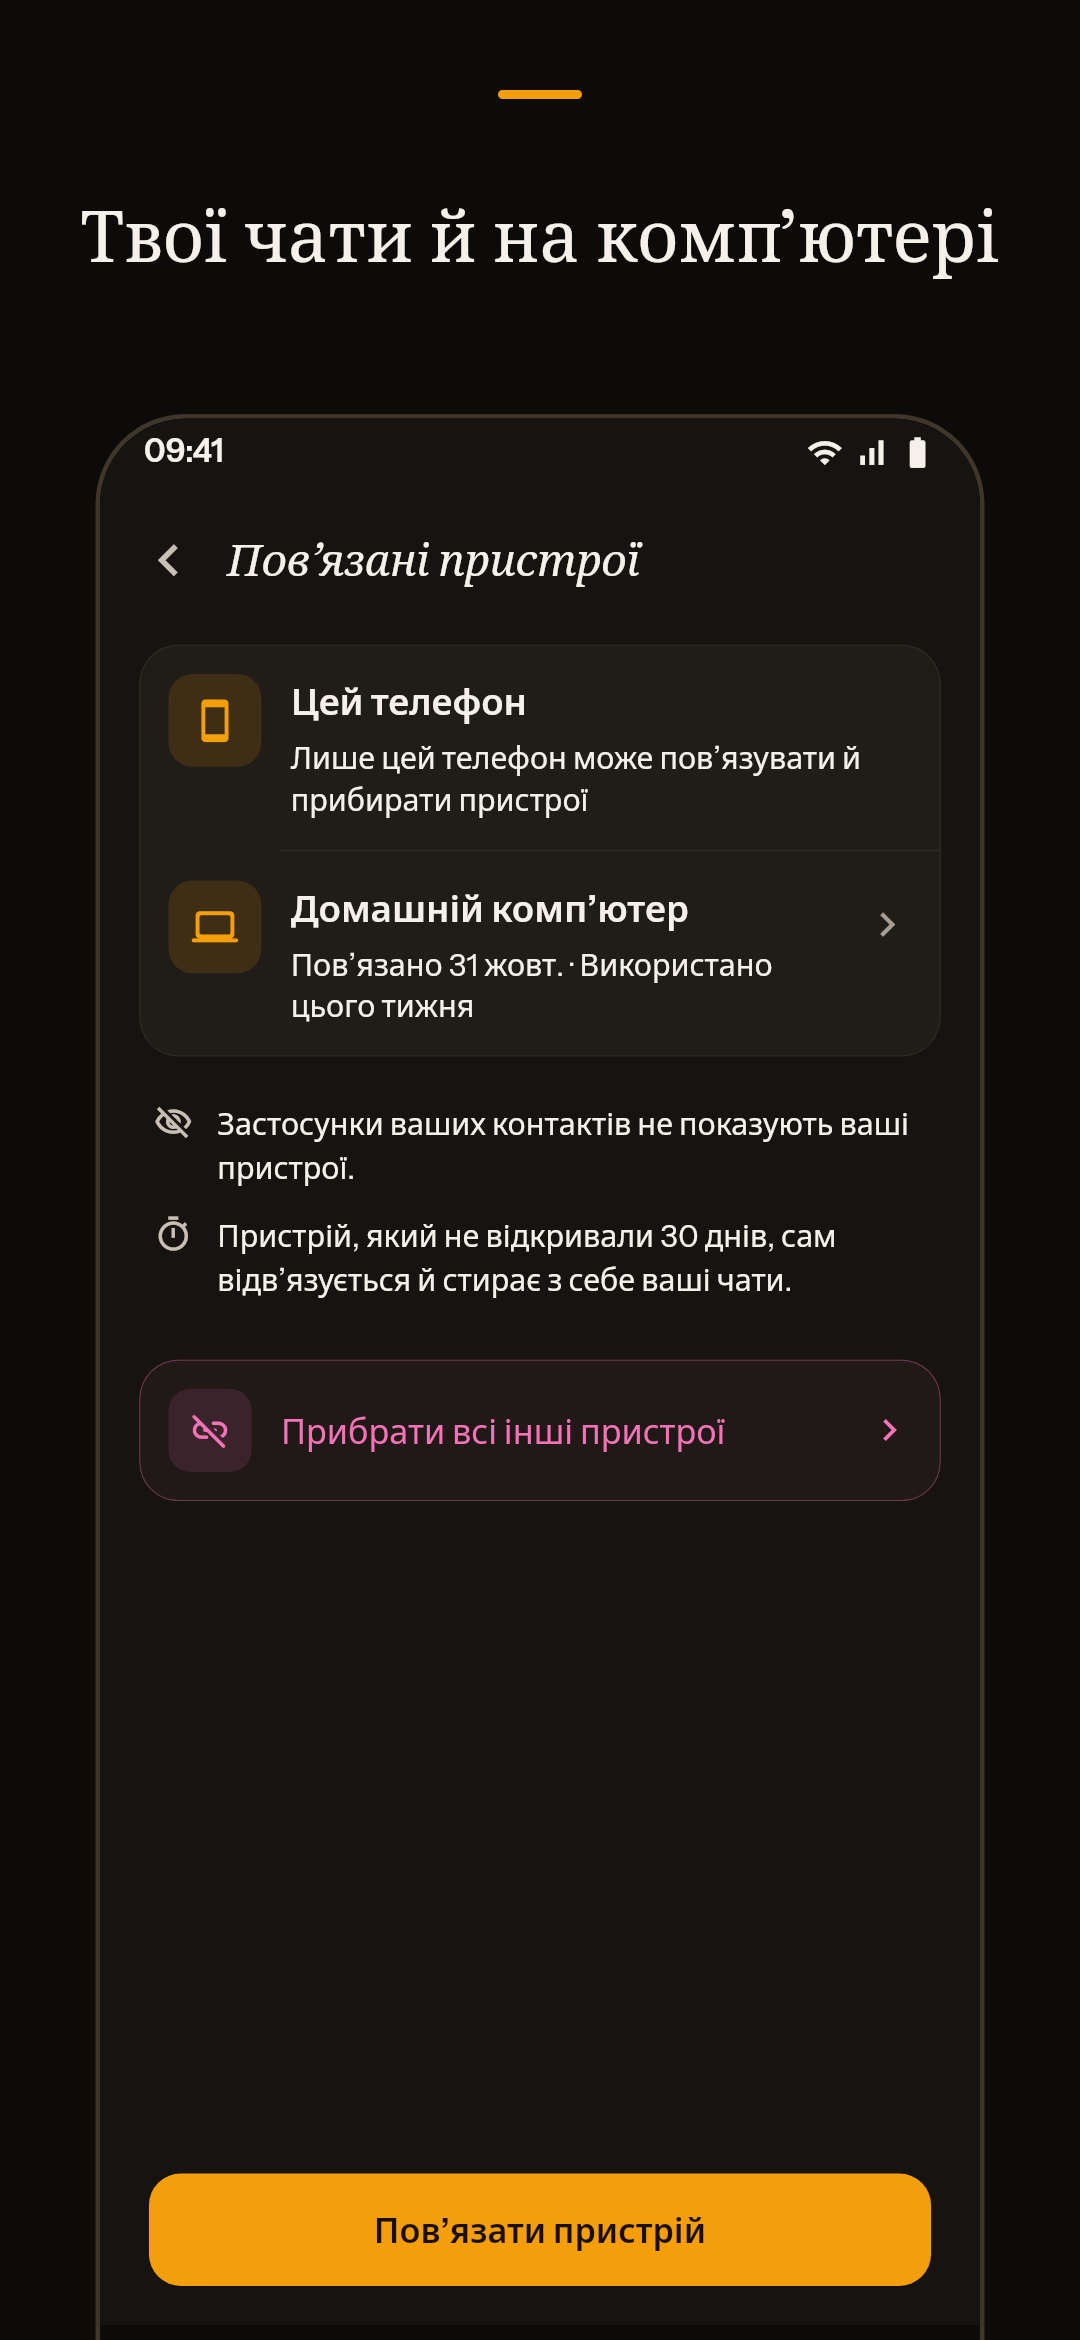 Твої чати й на комп’ютері
09:41
Пов’язані пристрої
Цей телефон
Лише цей телефон може пов’язувати й
прибирати пристрої
Домашній комп’ютер
Пов’язано 31 жовт. · Використано
цього тижня
Застосунки ваших контактів не показують ваші
пристрої.
Пристрій, який не відкривали 30 днів, сам
відв’язується й стирає з себе ваші чати.
Прибрати всі інші пристрої
Пов’язати пристрій